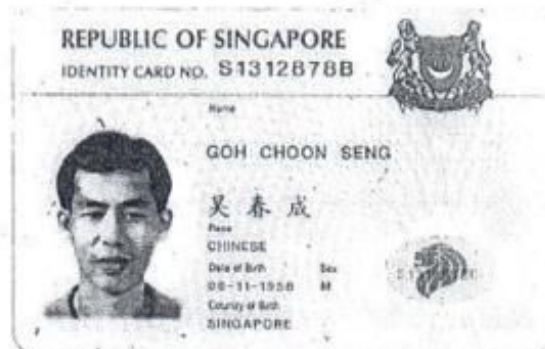 REPUBLIC OF SINGAPORE
IDENTITY CARD NO. S1312878B
Name
GOH CHOON SENG
吴春成
Race
CHINESE
Date of Birth Sex
M
Country of Birth
SINGAPORE